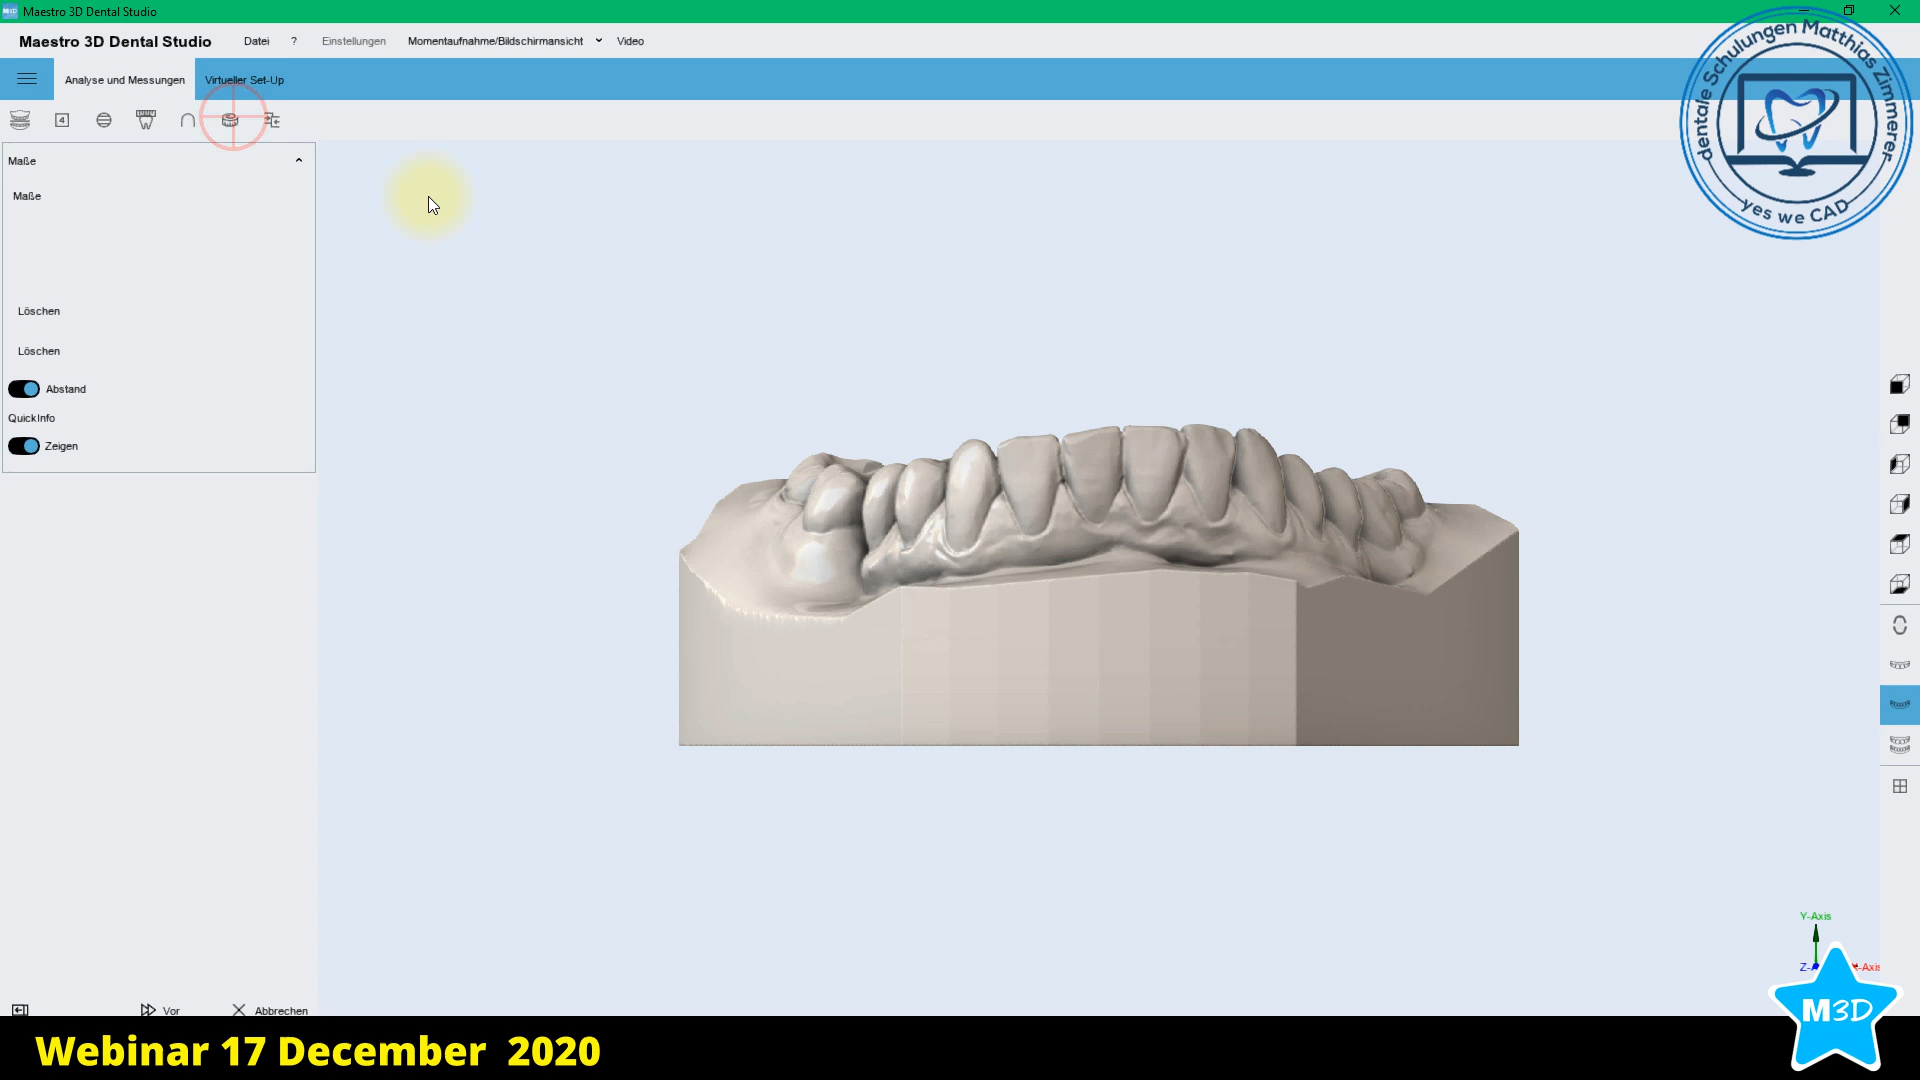 Maestro 3D Dental Studio
Maestro 3D Dental Studio
Datei
?
Einstellungen
Momentaufnahme/Bildschirmansicht
Video
Analyse und Messungen
Virtueller Set-Up
4
dentale Schulungen Matthias Zimmerer
yes we CAD
Maße
Maße
Löschen
Löschen
Abstand
QuickInfo
Zeigen
Y-Axis
Vor
Abbrechen
M3D
Webinar 17 December 2020